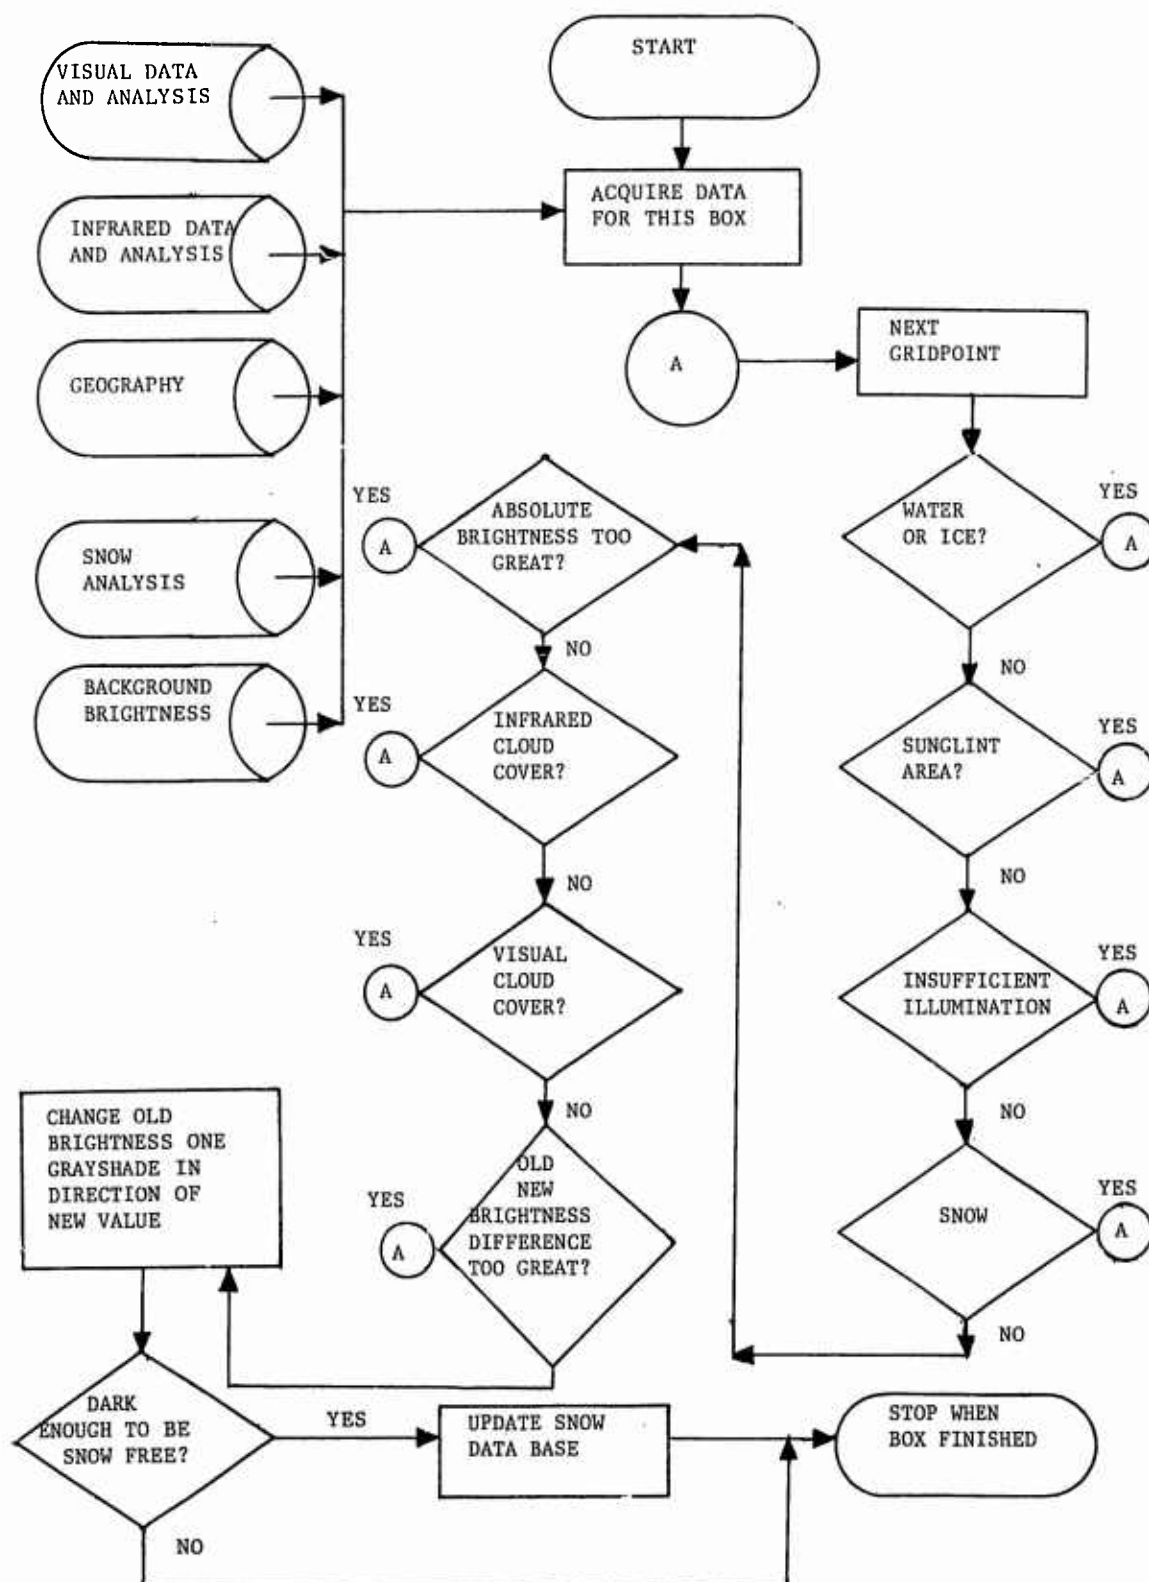 START
VISUAL DATA
AND ANALYSIS
ACQUIRE DATA
FOR THIS BOX
INFRARED DATA
AND ANALYSIS
A
NEXT
GRIDPOINT
GEOGRAPHY
SNOW
ANALYSIS
BACKGROUND
BRIGHTNESS
WATER
OR ICE?
YES
A
NO
SUNGLINT
AREA?
YES
A
NO
INSUFFICIENT
ILLUMINATION
YES
A
NO
SNOW
YES
A
NO
ABSOLUTE
BRIGHTNESS TOO
GREAT?
YES
A
NO
INFRARED
CLOUD
COVER?
YES
A
NO
VISUAL
CLOUD
COVER?
YES
A
NO
OLD
NEW
BRIGHTNESS
DIFFERENCE
TOO GREAT?
YES
A
CHANGE OLD
BRIGHTNESS ONE
GRAYSHADE IN
DIRECTION OF
NEW VALUE
DARK
ENOUGH TO BE
SNOW FREE?
YES
NO
UPDATE SNOW
DATA BASE
STOP WHEN
BOX FINISHED